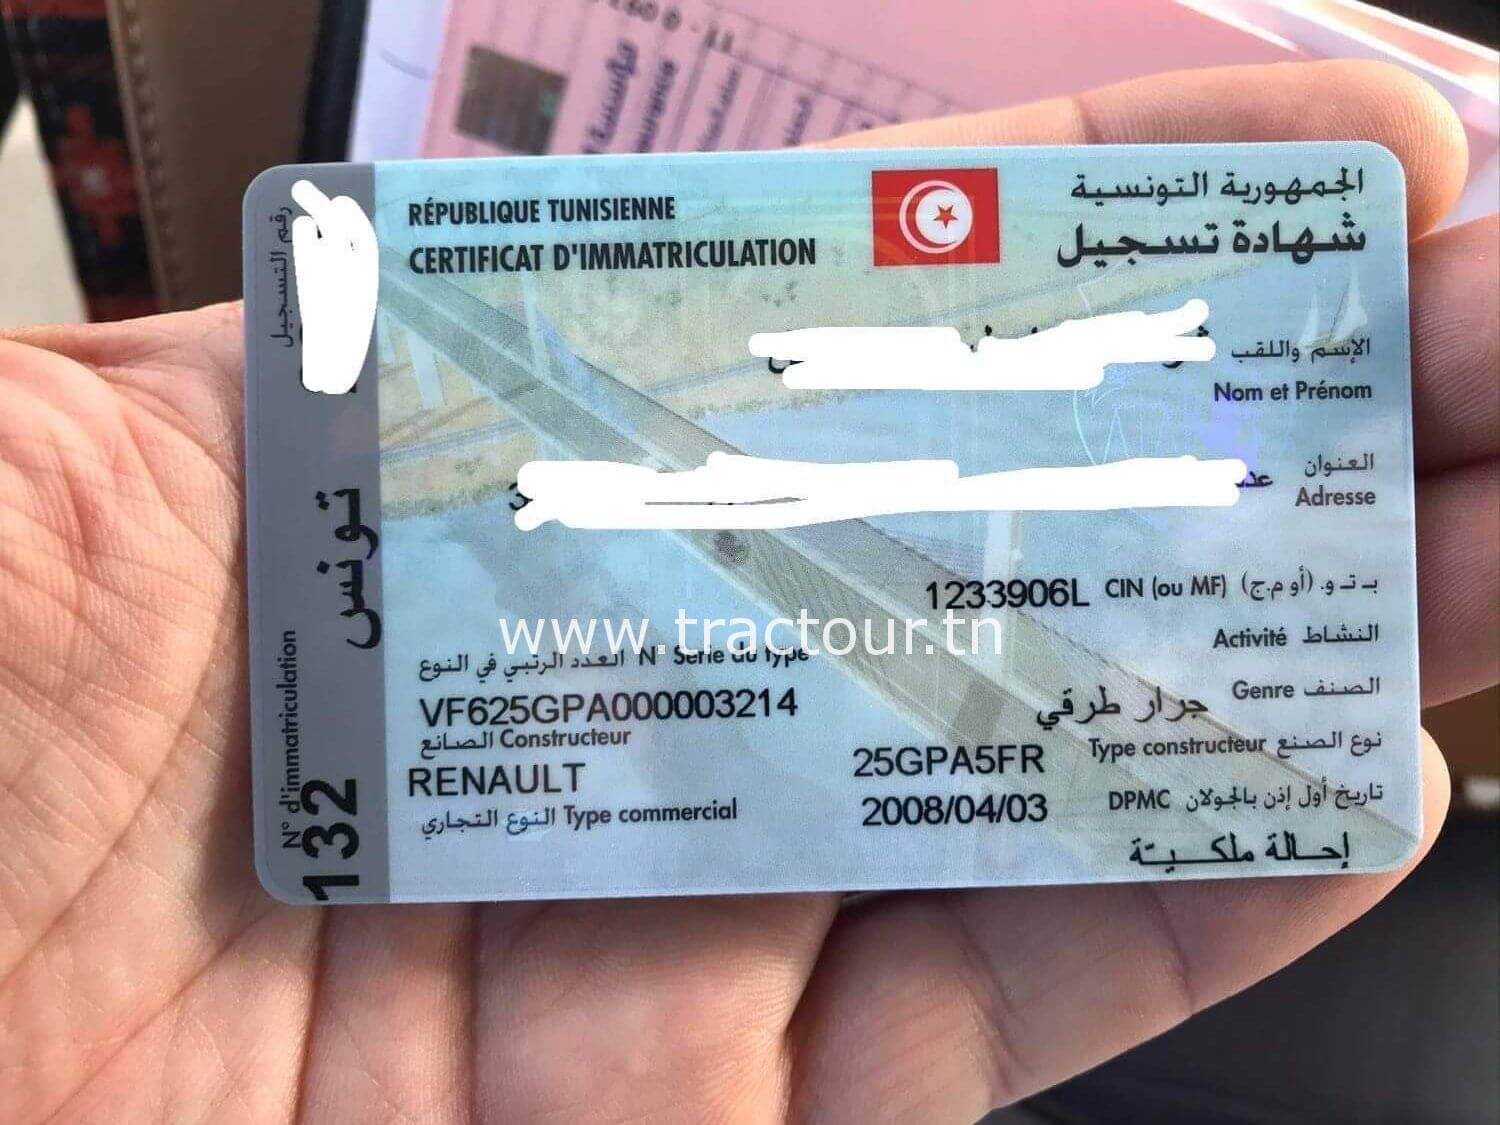 RÉPUBLIQUE TUNISIENNE
الجمهورية التونسية
CERTIFICAT D'IMMATRICULATION
شهادة تسجيل
رقم التسجيل
تونس
132
N° d'immatriculation
الإسم واللقب
Nom et Prénom
العنوان
Adresse
1233906L CIN (ou MF) ب.ت.و. (أو م.ج)
www.tractour.tn
Activité النشاط
العدد الرتبي في النوع N° Série du type
VF625GPA000003214
جرار طرقي Genre الصنف
الصانع Constructeur
RENAULT
25GPA5FR Type constructeur نوع الصنع
2008/04/03 DPMC تاريخ أول إذن بالجولان
النوع التجاري Type commercial
إحالة ملكية